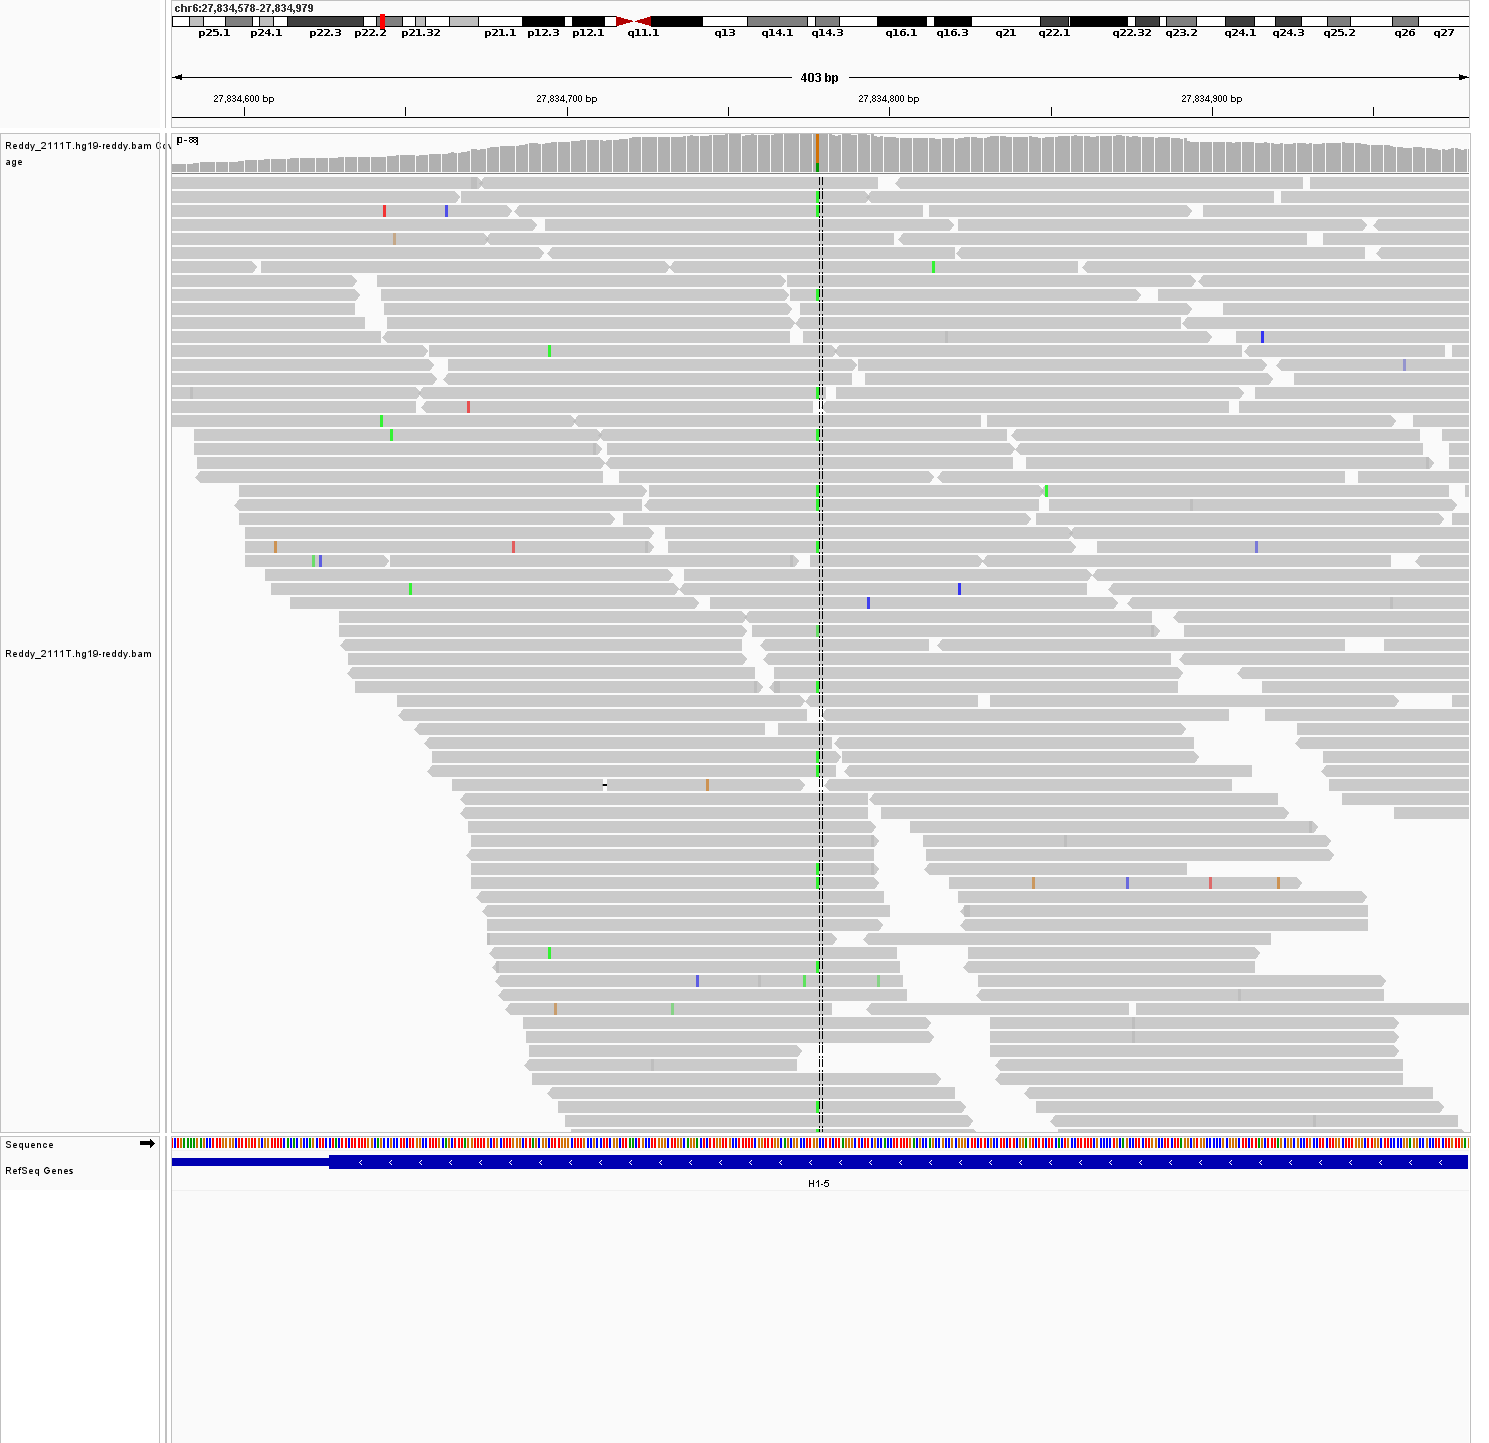 chr6:27,834,578-27,834,979
p25.1 p24.1 p22.3 p22.2 p21.32 p21.1 p12.3 p12.1 q11.1 q13 q14.1 q14.3 q16.1 q16.3 q21 q22.1 q22.32 q23.2 q24.1 q24.3 q25.2 q26 q27
403 bp
27,834,600 bp 27,834,700 bp 27,834,800 bp 27,834,900 bp
Reddy_2111T.hg19-reddy.bam Cov
age
Reddy_2111T.hg19-reddy.bam
Sequence
RefSeq Genes
H1-5